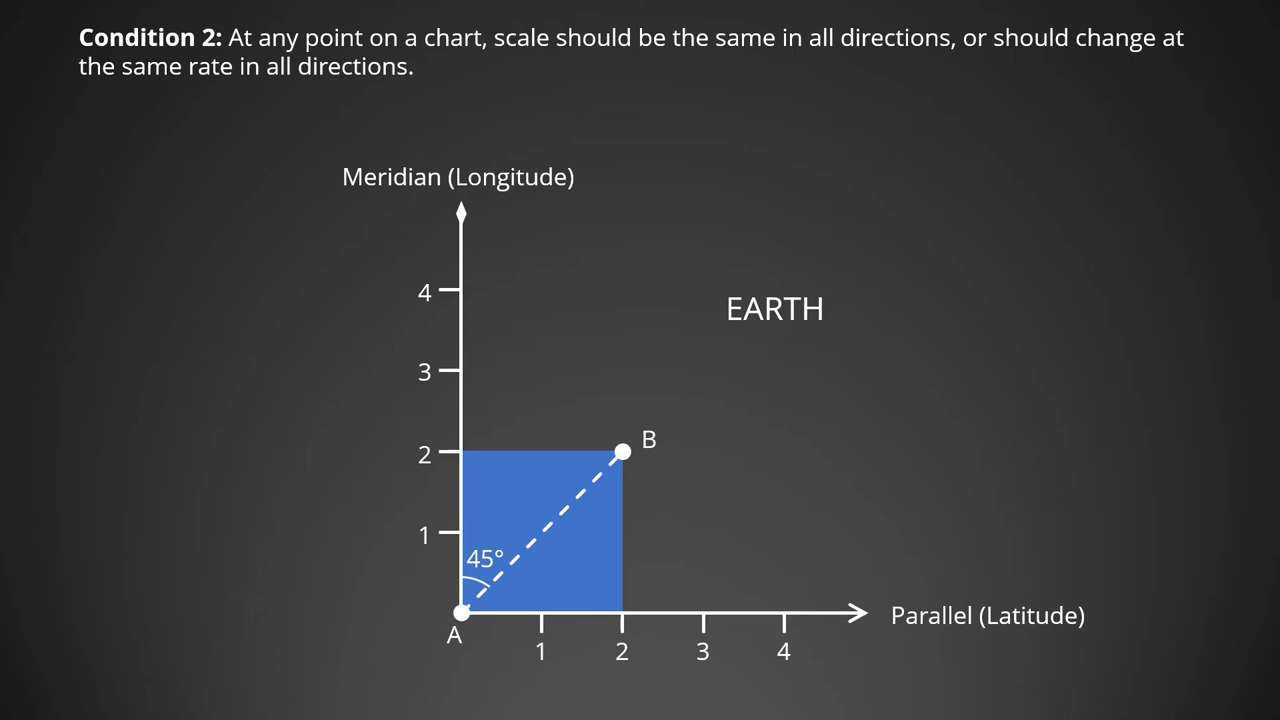 Condition 2: At any point on a chart, scale should be the same in all directions, or should change at
the same rate in all directions.
Meridian (Longitude)
4
EARTH
3
B
2
1
45°
Parallel (Latitude)
A
1 2 3 4